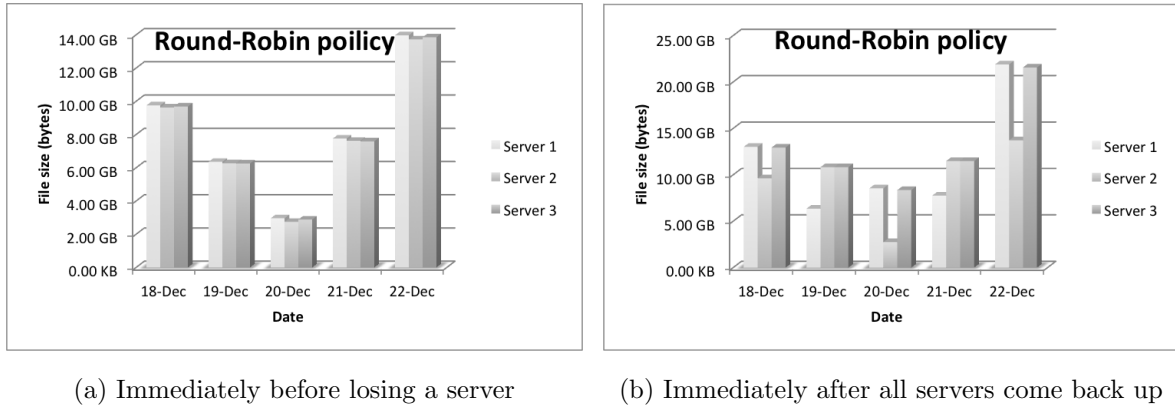 Round-Robin poilicy
14.00 GB
12.00 GB
10.00 GB
8.00 GB
6.00 GB
4.00 GB
2.00 GB
0.00 KB
File size (bytes)
18-Dec 19-Dec 20-Dec 21-Dec 22-Dec
Date
Server 1
Server 2
Server 3
(a) Immediately before losing a server
Round-Robin policy
25.00 GB
20.00 GB
15.00 GB
10.00 GB
5.00 GB
0.00 GB
File size (bytes)
18-Dec 19-Dec 20-Dec 21-Dec 22-Dec
Date
Server 1
Server 2
Server 3
(b) Immediately after all servers come back up